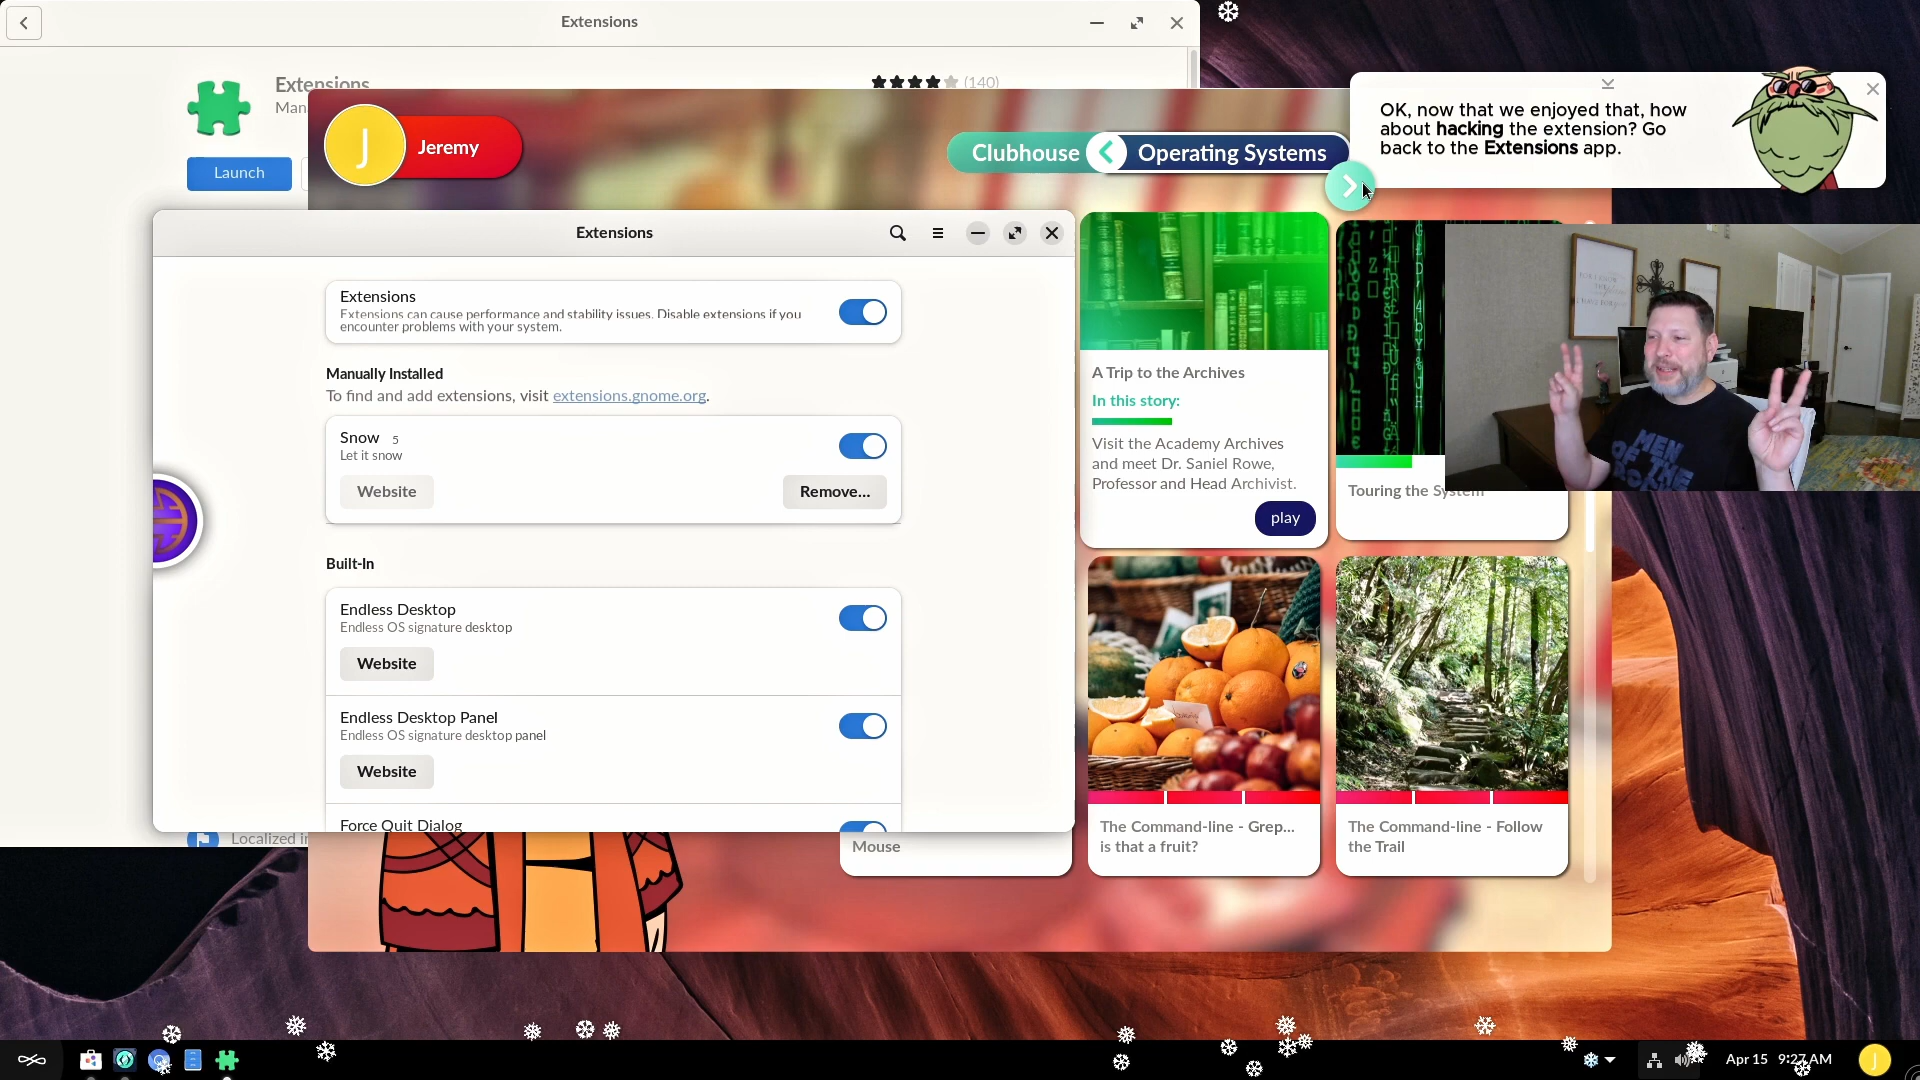 Extensions
Extensions
(140)
Man
Launch
J
Jeremy
Clubhouse
Operating Systems
OK, now that we enjoyed that, how
about hacking the extension? Go
back to the Extensions app.
Extensions
Extensions
Extensions can cause performance and stability issues. Disable extensions if you
encounter problems with your system.
Manually Installed
To find and add extensions, visit extensions.gnome.org.
Snow 5
Let it snow
Website
Remove...
Built-In
Endless Desktop
Endless OS signature desktop
Website
Endless Desktop Panel
Endless OS signature desktop panel
Website
Force Quit Dialog
A Trip to the Archives
In this story:
Visit the Academy Archives
and meet Dr. Saniel Rowe,
Professor and Head Archivist.
play
Touring the System
MEN
OF THE
Localized in
Mouse
The Command-line - Grep...
is that a fruit?
The Command-line - Follow
the Trail
Apr 15 9:27 AM
J